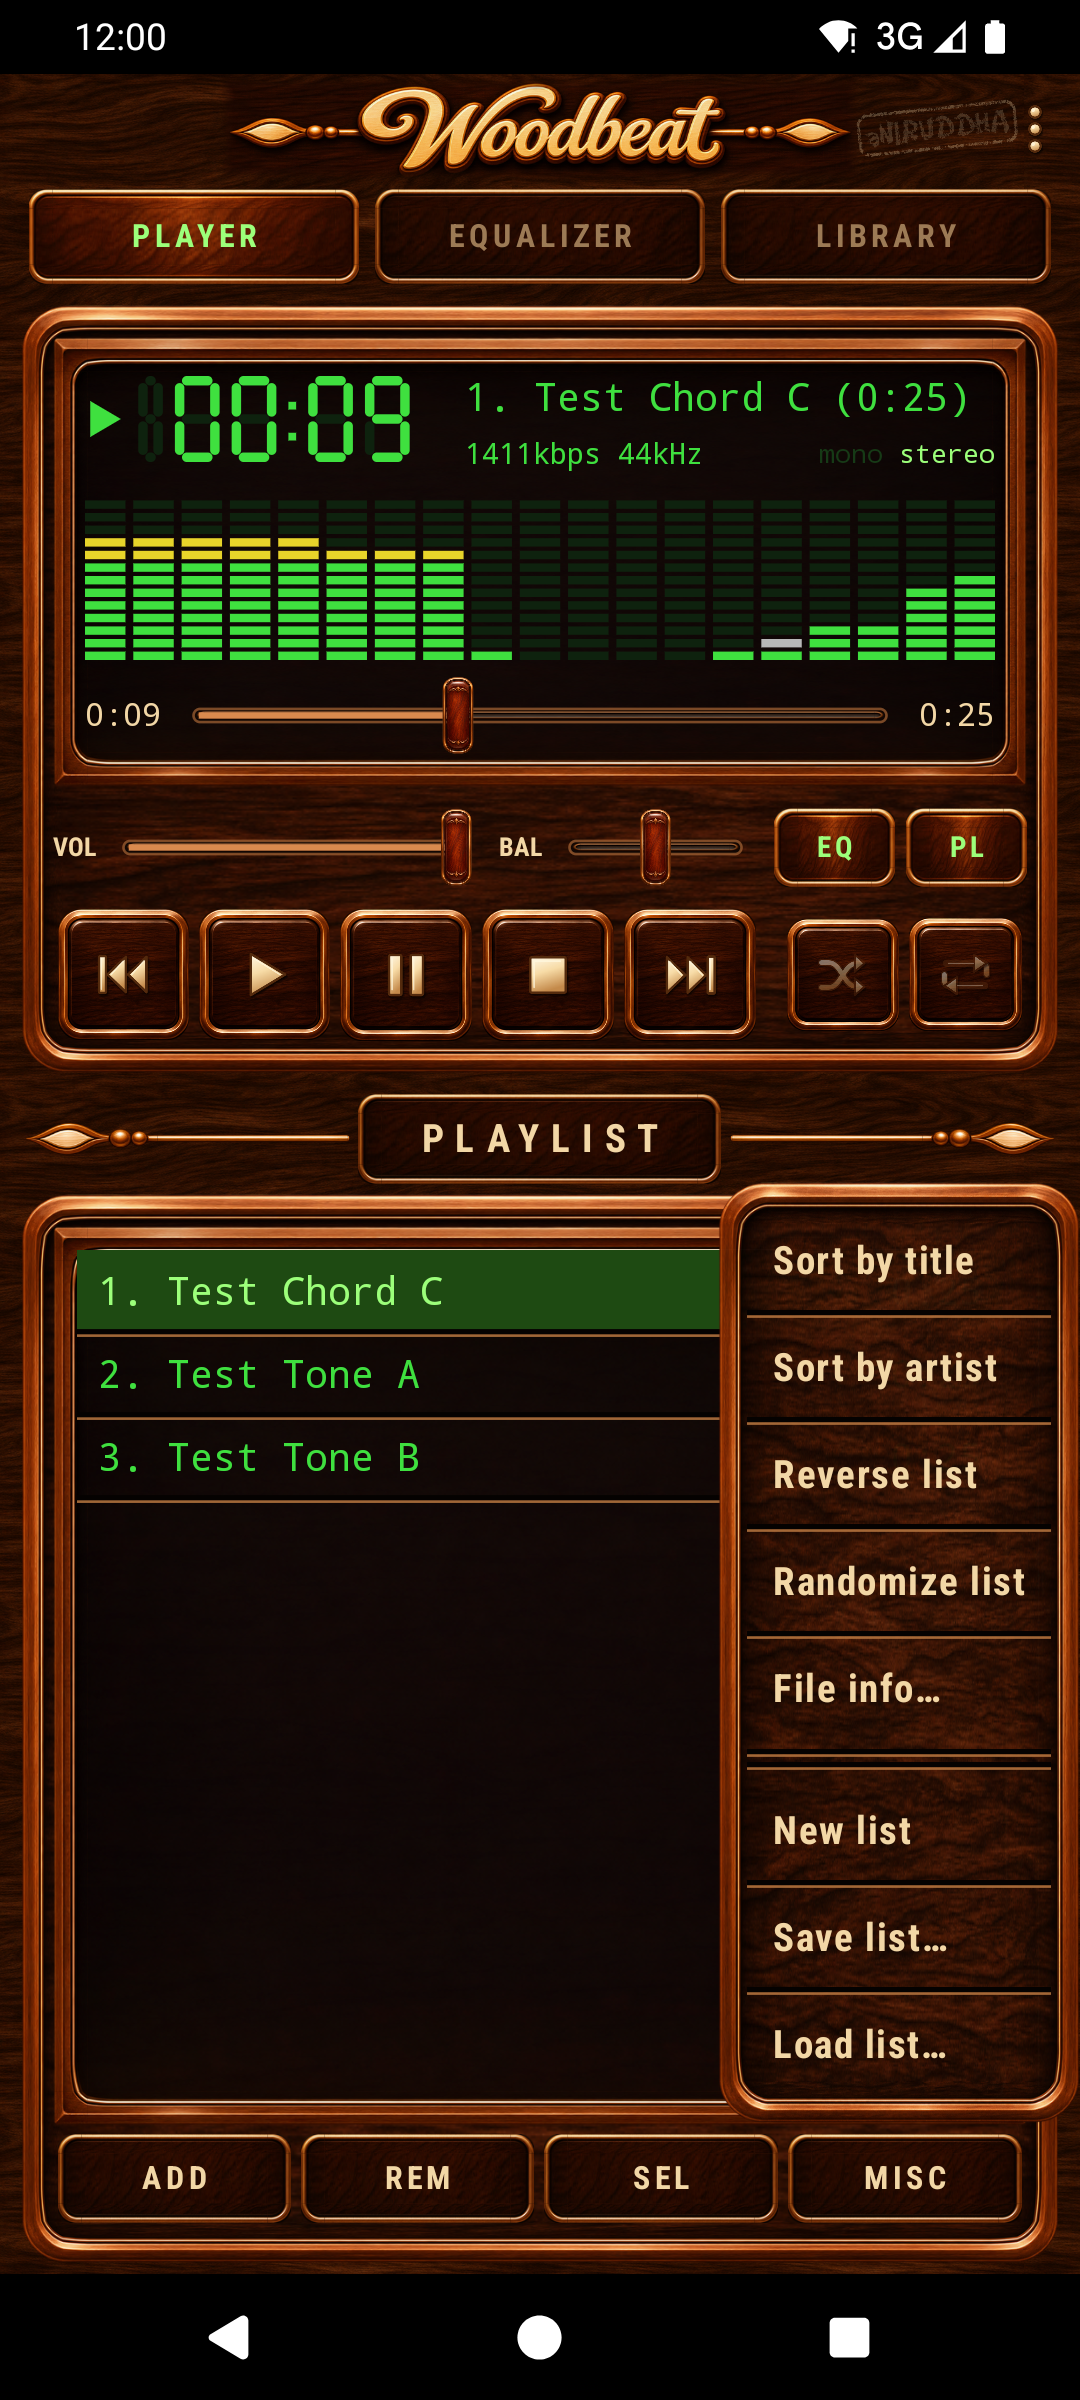 12:00
3G
Woodbeat
aNIRUDDHA
PLAYER
EQUALIZER
LIBRARY
00:09
1. Test Chord C (0:25)
1411kbps 44kHz
mono stereo
0:09
0:25
VOL
BAL
EQ
PL
PLAYLIST
1. Test Chord C
2. Test Tone A
3. Test Tone B
Sort by title
Sort by artist
Reverse list
Randomize list
File info…
New list
Save list…
Load list…
ADD
REM
SEL
MISC